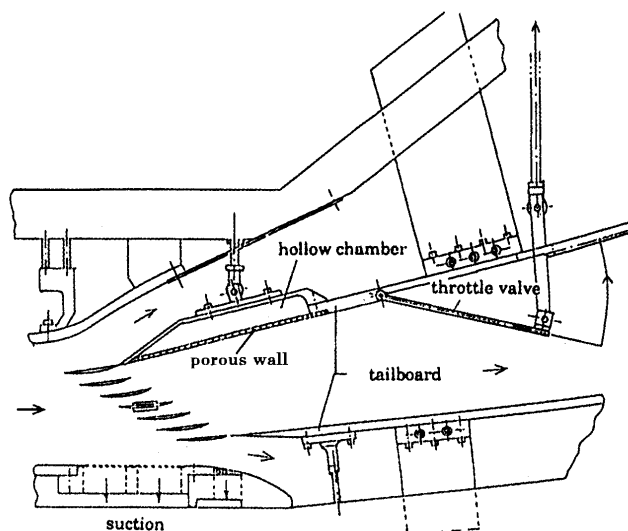 hollow chamber
throttle valve
porous wall
tailboard
suction